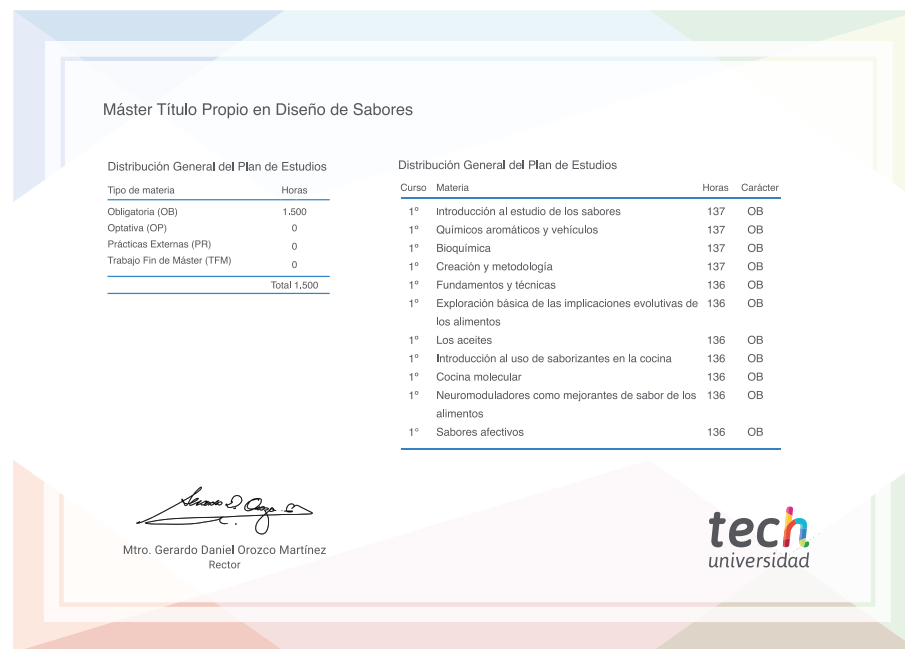 Máster Título Propio en Diseño de Sabores
Distribución General del Plan de Estudios
Tipo de materia Horas
Obligatoria (OB) 1.500
Optativa (OP) 0
Prácticas Externas (PR) 0
Trabajo Fin de Máster (TFM) 0
Total 1.500
Distribución General del Plan de Estudios
Curso Materia Horas Carácter
1º Introducción al estudio de los sabores 137 OB
1º Químicos aromáticos y vehículos 137 OB
1º Bioquímica 137 OB
1º Creación y metodología 137 OB
1º Fundamentos y técnicas 136 OB
1º Exploración básica de las implicaciones evolutivas de 136 OB
los alimentos
1º Los aceites 136 OB
1º Introducción al uso de saborizantes en la cocina 136 OB
1º Cocina molecular 136 OB
1º Neuromoduladores como mejorantes de sabor de los 136 OB
alimentos
1º Sabores afectivos 136 OB
Mtro. Gerardo Daniel Orozco Martínez
Rector
tech
universidad